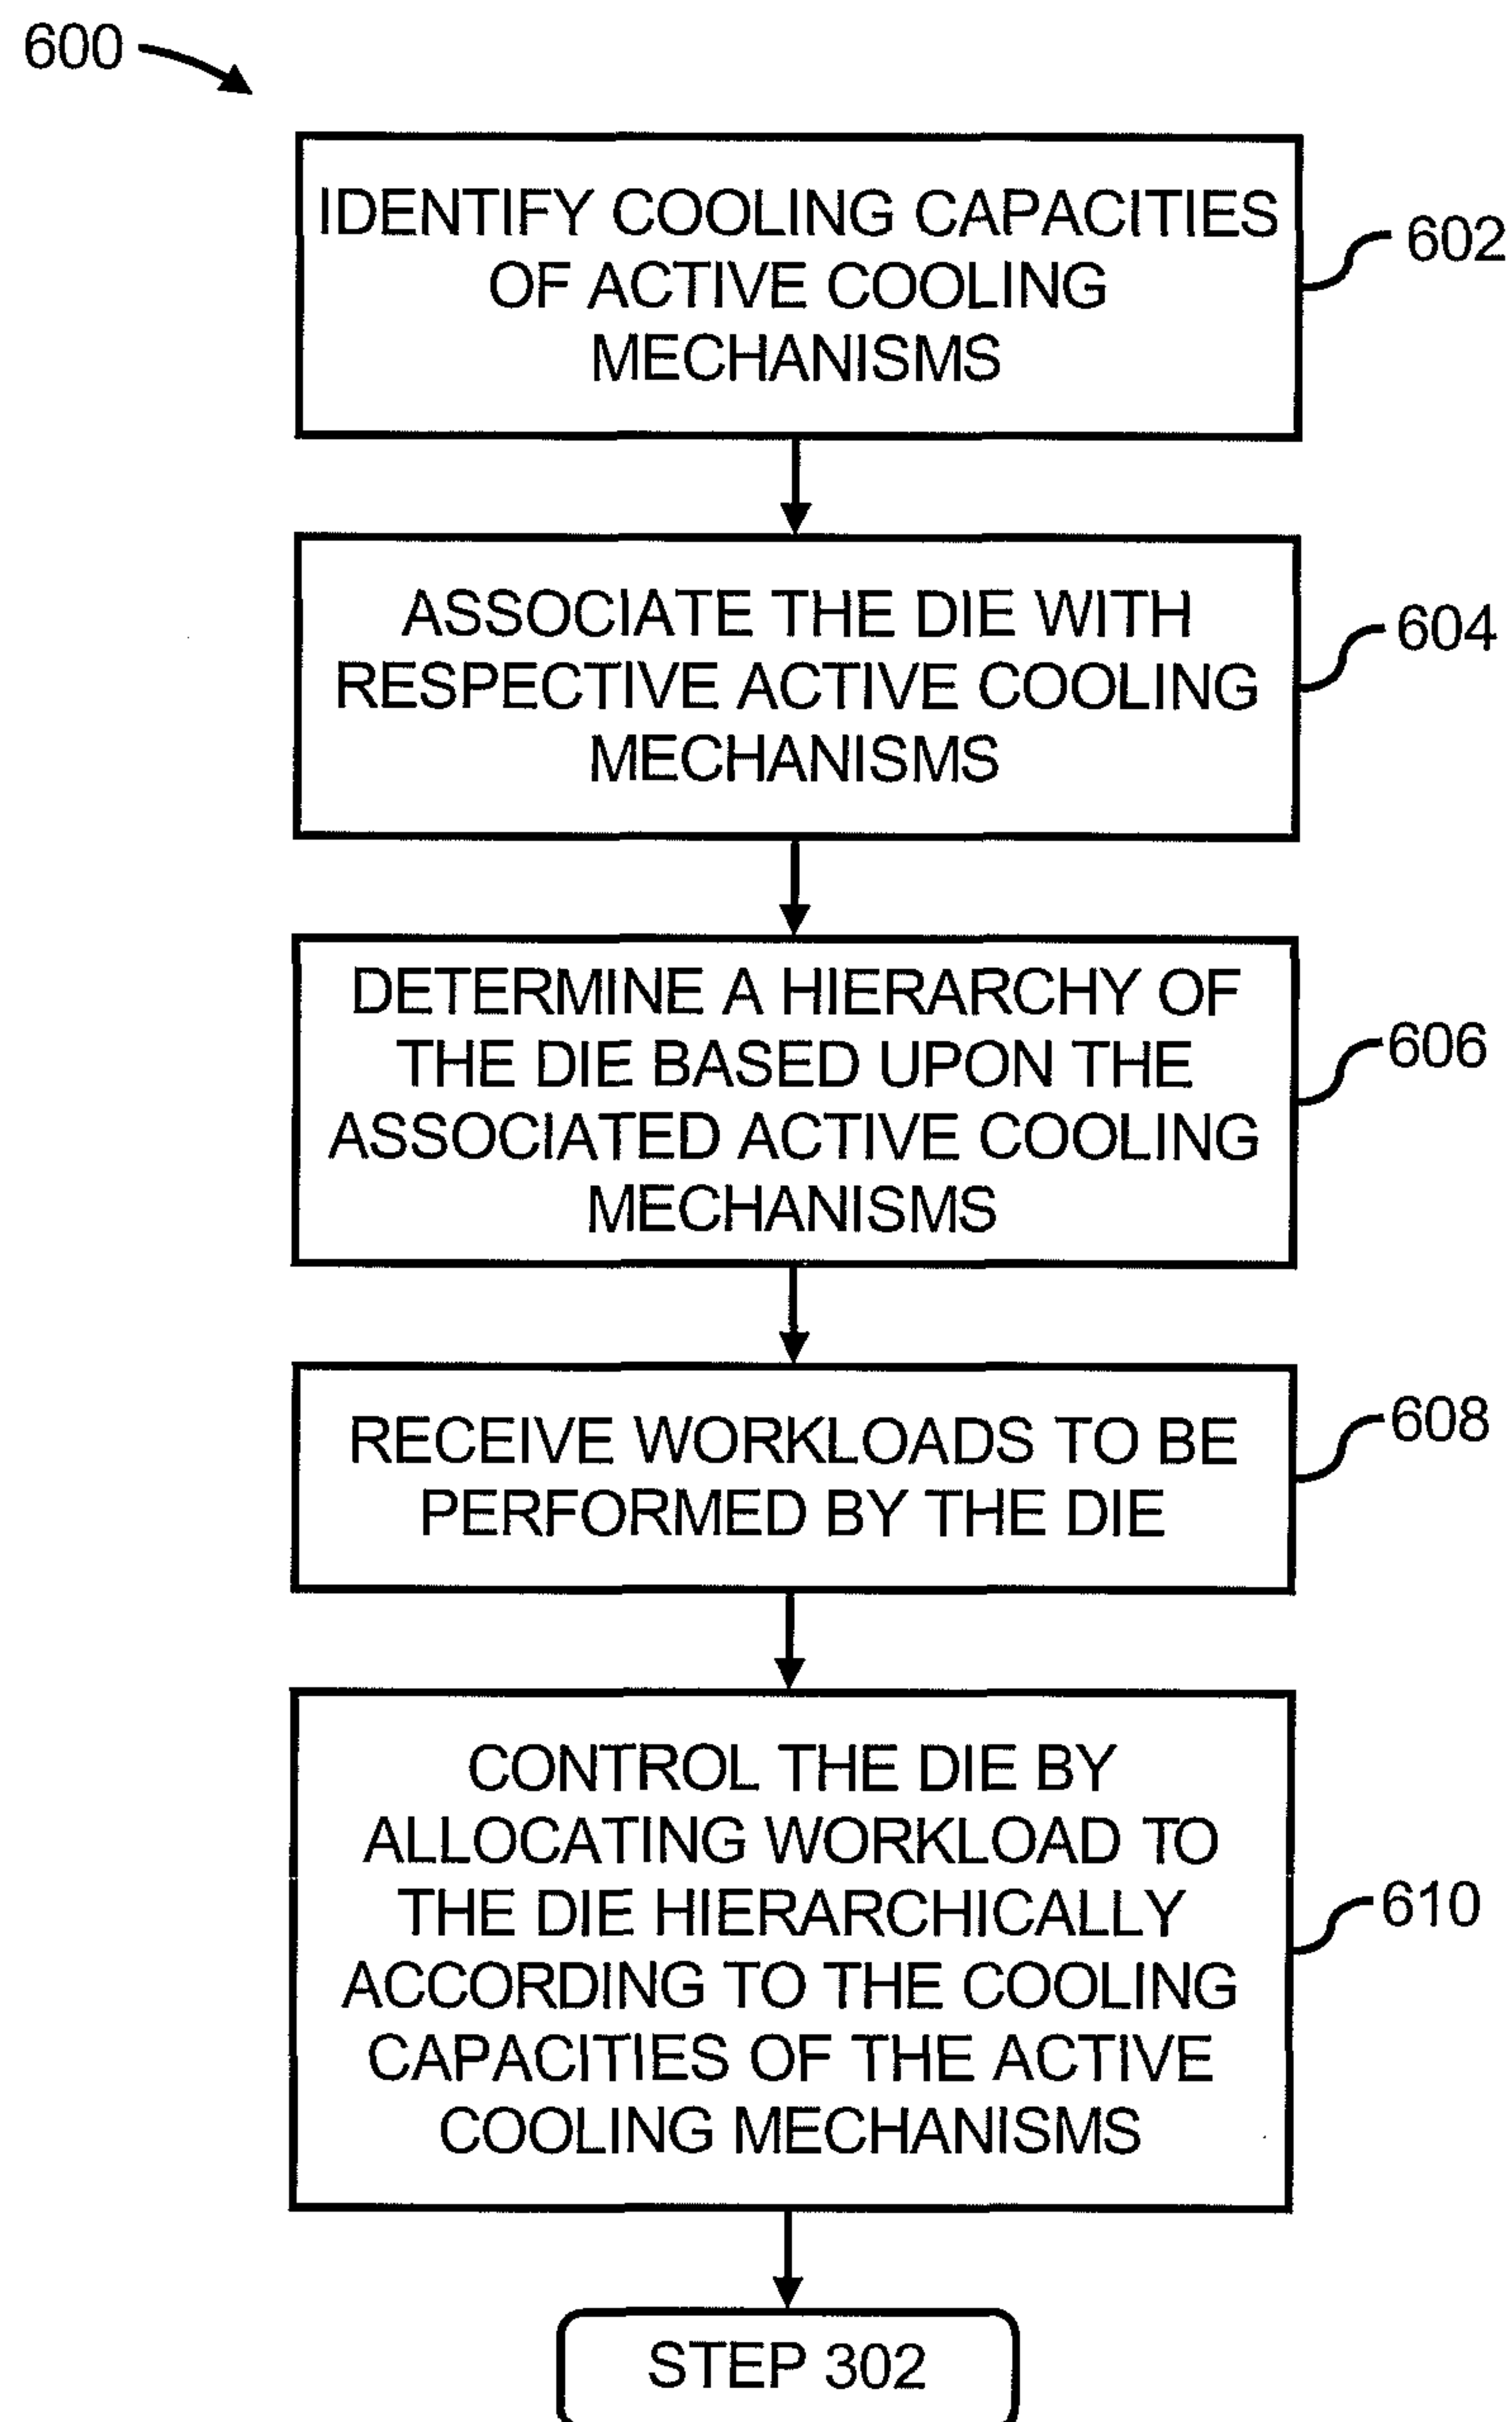 600
IDENTIFY COOLING CAPACITIES
OF ACTIVE COOLING
MECHANISMS
602
ASSOCIATE THE DIE WITH
RESPECTIVE ACTIVE COOLING
MECHANISMS
604
DETERMINE A HIERARCHY OF
THE DIE BASED UPON THE
ASSOCIATED ACTIVE COOLING
MECHANISMS
606
RECEIVE WORKLOADS TO BE
PERFORMED BY THE DIE
608
CONTROL THE DIE BY
ALLOCATING WORKLOAD TO
THE DIE HIERARCHICALLY
ACCORDING TO THE COOLING
CAPACITIES OF THE ACTIVE
COOLING MECHANISMS
610
STEP 302